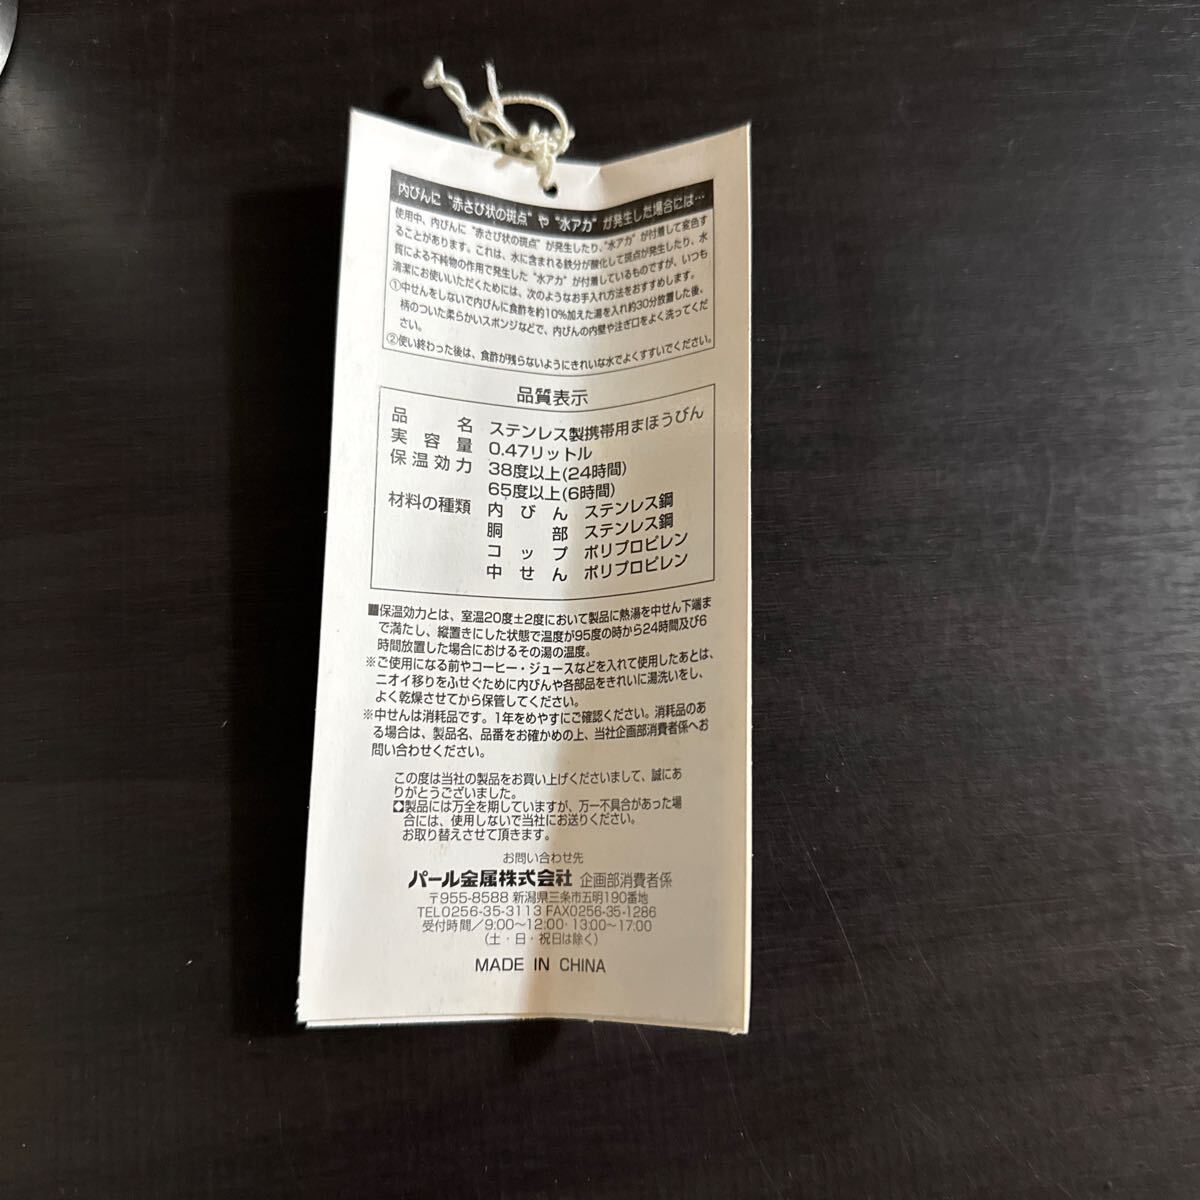 内びんに“赤さび状の斑点”や“水アカ”が発生した場合には…
使用中、内びんに“赤さび状の斑点”が発生したり、“水アカ”が付着して変色す
ることがあります。これは、水に含まれる鉄分が酸化して斑点が発生したり、水
質による不純物の作用で発生した“水アカ”が付着しているものですが、いつも
清潔にお使いいただくためには、次のようなお手入れ方法をおすすめします。
①中せんをしないで内びんに食酢を約10%加えた湯を入れ約30分放置した後、
柄のついた柔らかいスポンジなどで、内びんの内壁や注ぎ口をよく洗ってくだ
さい。
②使い終わった後は、食酢が残らないようにきれいな水でよくすすいでください。
品質表示
品名 ステンレス製携帯用まほうびん
実容量 0.47リットル
保温効力 38度以上(24時間)
65度以上(6時間)
材料の種類 内びん ステンレス鋼
胴部 ステンレス鋼
コップ ポリプロピレン
中せん ポリプロピレン
■保温効力とは、室温20度±2度において製品に熱湯を中せん下端ま
で満たし、縦置きにした状態で温度が95度の時から24時間及び6
時間放置した場合におけるその湯の温度。
※ご使用になる前やコーヒー・ジュースなどを入れて使用したあとは、
ニオイ移りをふせぐために内びんや各部品をきれいに湯洗いをし、
よく乾燥させてから保管してください。
※中せんは消耗品です。1年をめやすにご確認ください。消耗品のあ
る場合は、製品名、品番をお確かめの上、当社企画部消費者係へお
問い合わせください。
この度は当社の製品をお買い上げくださいまして、誠にあ
りがとうございました。
製品には万全を期していますが、万一不具合があった場
合には、使用しないで当社にお送りください。
お取り替えさせて頂きます。
お問い合わせ先
パール金属株式会社 企画部消費者係
〒955-8588 新潟県三条市五明190番地
TEL0256-35-3113 FAX0256-35-1286
受付時間／9:00〜12:00・13:00〜17:00
(土・日・祝日は除く)
MADE IN CHINA